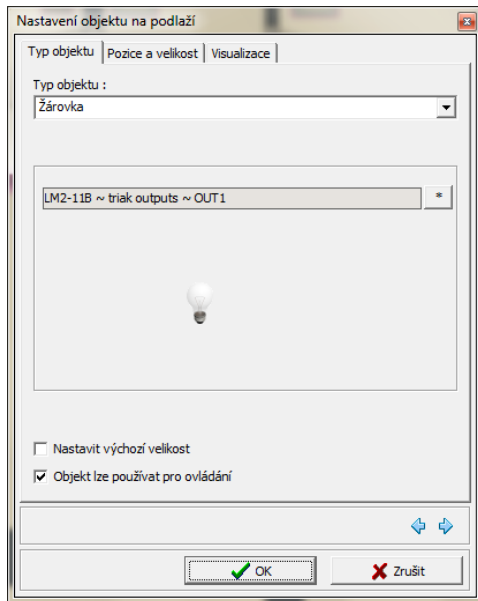 Nastavení objektu na podlaží
Typ objektu
Pozice a velikost
Visualizace
Typ objektu :
Žárovka
LM2-11B ~ triak outputs ~ OUT1
*
Nastavit výchozí velikost
Objekt lze používat pro ovládání
OK
Zrušit